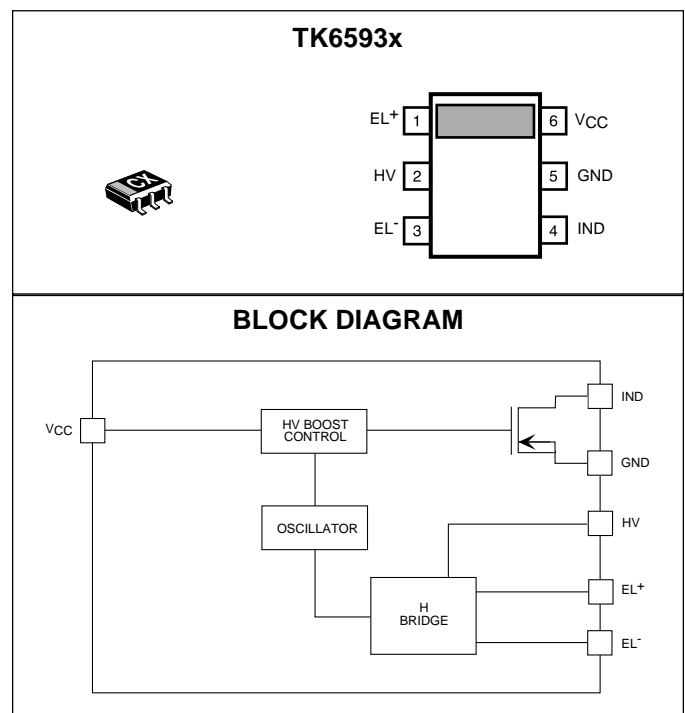 TK6593x
EL+ 1
6 VCC
HV 2
5 GND
EL- 3
4 IND
CX
BLOCK DIAGRAM
VCC
HV BOOST
CONTROL
IND
GND
OSCILLATOR
HV
H
BRIDGE
EL+
EL-